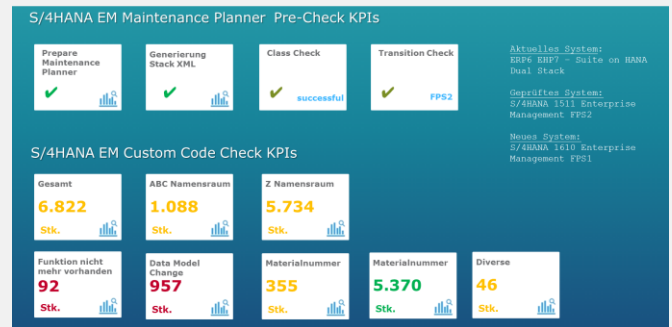 S/4HANA EM Maintenance Planner Pre-Check KPIs
Prepare
Maintenance
Planner
Generierung
Stack XML
Class Check
successful
Transition Check
FPS2
Aktuelles System:
ERP6 EHP7 - Suite on HANA
Dual Stack
Geprüftes System:
S/4HANA 1511 Enterprise
Management FPS2
Neues System:
S/4HANA 1610 Enterprise
Management FPS1
S/4HANA EM Custom Code Check KPIs
Gesamt
6.822
Stk.
ABC Namensraum
1.088
Stk.
Z Namensraum
5.734
Stk.
Funktion nicht
mehr vorhanden
92
Stk.
Data Model
Change
957
Stk.
Materialnummer
355
Stk.
Materialnummer
5.370
Stk.
Diverse
46
Stk.